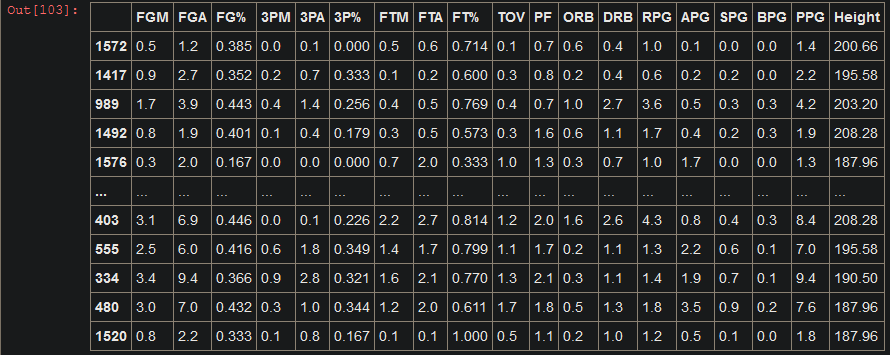 Out[103]:
FGM FGA FG% 3PM 3PA 3P% FTM FTA FT% TOV PF ORB DRB RPG APG SPG BPG PPG Height
1572 0.5 1.2 0.385 0.0 0.1 0.000 0.5 0.6 0.714 0.1 0.7 0.6 0.4 1.0 0.1 0.0 0.0 1.4 200.66
1417 0.9 2.7 0.352 0.2 0.7 0.333 0.1 0.2 0.600 0.3 0.8 0.2 0.4 0.6 0.2 0.2 0.0 2.2 195.58
989 1.7 3.9 0.443 0.4 1.4 0.256 0.4 0.5 0.769 0.4 0.7 1.0 2.7 3.6 0.5 0.3 0.3 4.2 203.20
1492 0.8 1.9 0.401 0.1 0.4 0.179 0.3 0.5 0.573 0.3 1.6 0.6 1.1 1.7 0.4 0.2 0.3 1.9 208.28
1576 0.3 2.0 0.167 0.0 0.0 0.000 0.7 2.0 0.333 1.0 1.3 0.3 0.7 1.0 1.7 0.0 0.0 1.3 187.96
... ... ... ... ... ... ... ... ... ... ... ... ... ... ... ... ... ... ... ...
403 3.1 6.9 0.446 0.0 0.1 0.226 2.2 2.7 0.814 1.2 2.0 1.6 2.6 4.3 0.8 0.4 0.3 8.4 208.28
555 2.5 6.0 0.416 0.6 1.8 0.349 1.4 1.7 0.799 1.1 1.7 0.2 1.1 1.3 2.2 0.6 0.1 7.0 195.58
334 3.4 9.4 0.366 0.9 2.8 0.321 1.6 2.1 0.770 1.3 2.1 0.3 1.1 1.4 1.9 0.7 0.1 9.4 190.50
480 3.0 7.0 0.432 0.3 1.0 0.344 1.2 2.0 0.611 1.7 1.8 0.5 1.3 1.8 3.5 0.9 0.2 7.6 187.96
1520 0.8 2.2 0.333 0.1 0.8 0.167 0.1 0.1 1.000 0.5 1.1 0.2 1.0 1.2 0.5 0.1 0.0 1.8 187.96